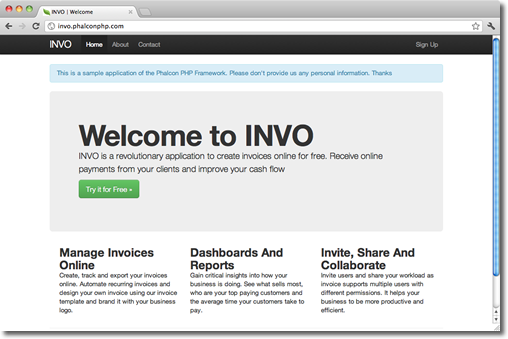 INVO | Welcome
invo.phalconphp.com
INVO Home About Contact Sign Up
This is a sample application of the Phalcon PHP Framework. Please don't provide us any personal information. Thanks
Welcome to INVO
INVO is a revolutionary application to create invoices online for free. Receive online
payments from your clients and improve your cash flow
Try it for Free »
Manage Invoices
Online
Create, track and export your invoices
online. Automate recurring invoices and
design your own invoice using our invoice
template and brand it with your business
logo.
Dashboards And
Reports
Gain critical insights into how your
business is doing. See what sells most,
who are your top paying customers and
the average time your customers take to
pay.
Invite, Share And
Collaborate
Invite users and share your workload as
invoice supports multiple users with
different permissions. It helps your
business to be more productive and
efficient.